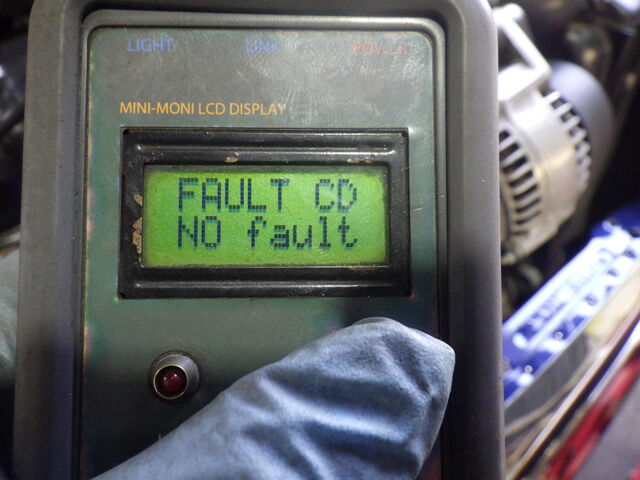 LIGHT LINK POWER
MINI-MONI LCD DISPLAY
FAULT CD
NO fault